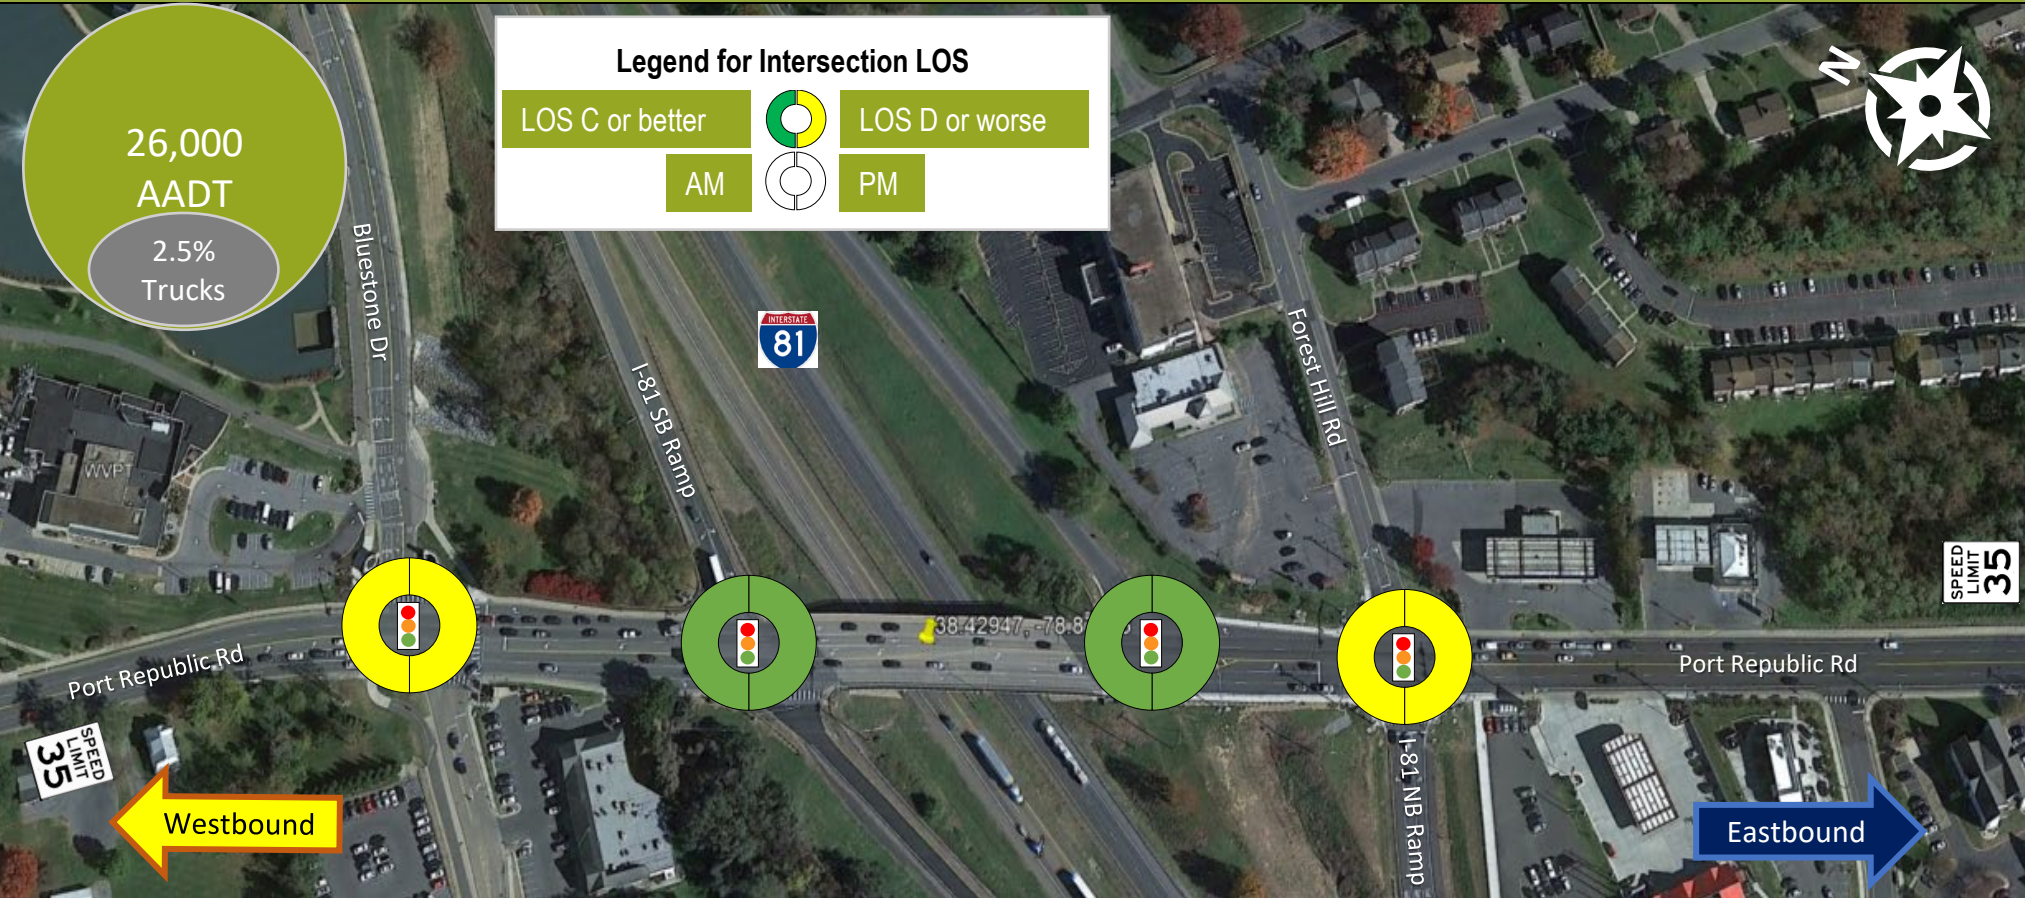 26,000
AADT
2.5%
Trucks
Legend for Intersection LOS
LOS C or better
LOS D or worse
AM
PM
N
Bluestone Dr
I-81 SB Ramp
INTERSTATE
81
Forest Hill Rd
WVPT
SPEED
LIMIT
35
38.42947, -78.8
Port Republic Rd
Port Republic Rd
SPEED
LIMIT
35
Westbound
I-81 NB Ramp
Eastbound